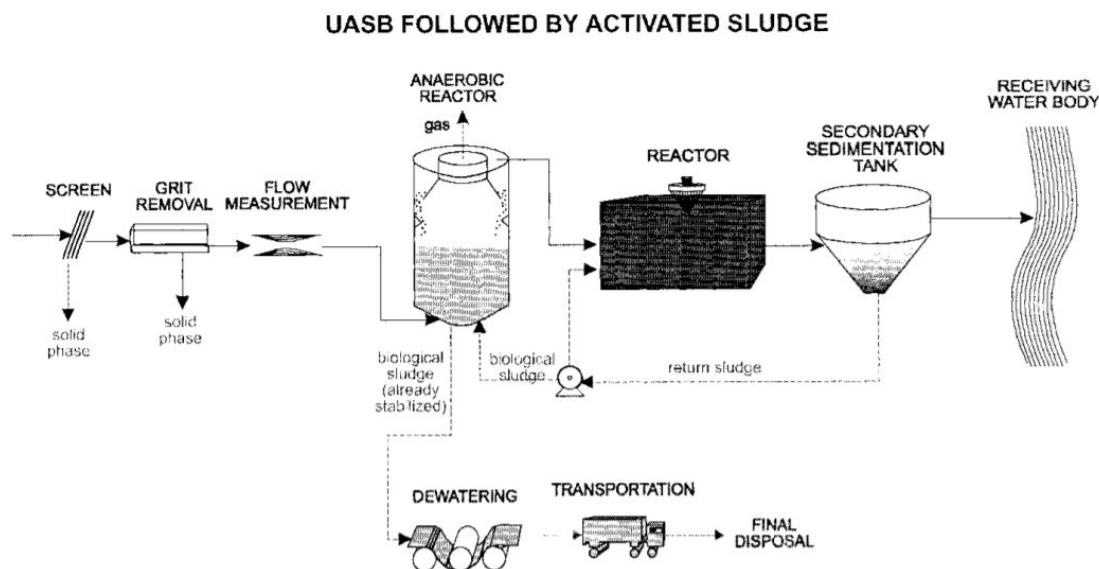 UASB FOLLOWED BY ACTIVATED SLUDGE
ANAEROBIC
REACTOR
gas
RECEIVING
WATER BODY
SECONDARY
SEDIMENTATION
TANK
REACTOR
SCREEN
GRIT
REMOVAL
FLOW
MEASUREMENT
solid
phase
solid
phase
biological
sludge
(already
stabilized)
biological
sludge
return sludge
DEWATERING
TRANSPORTATION
FINAL
DISPOSAL